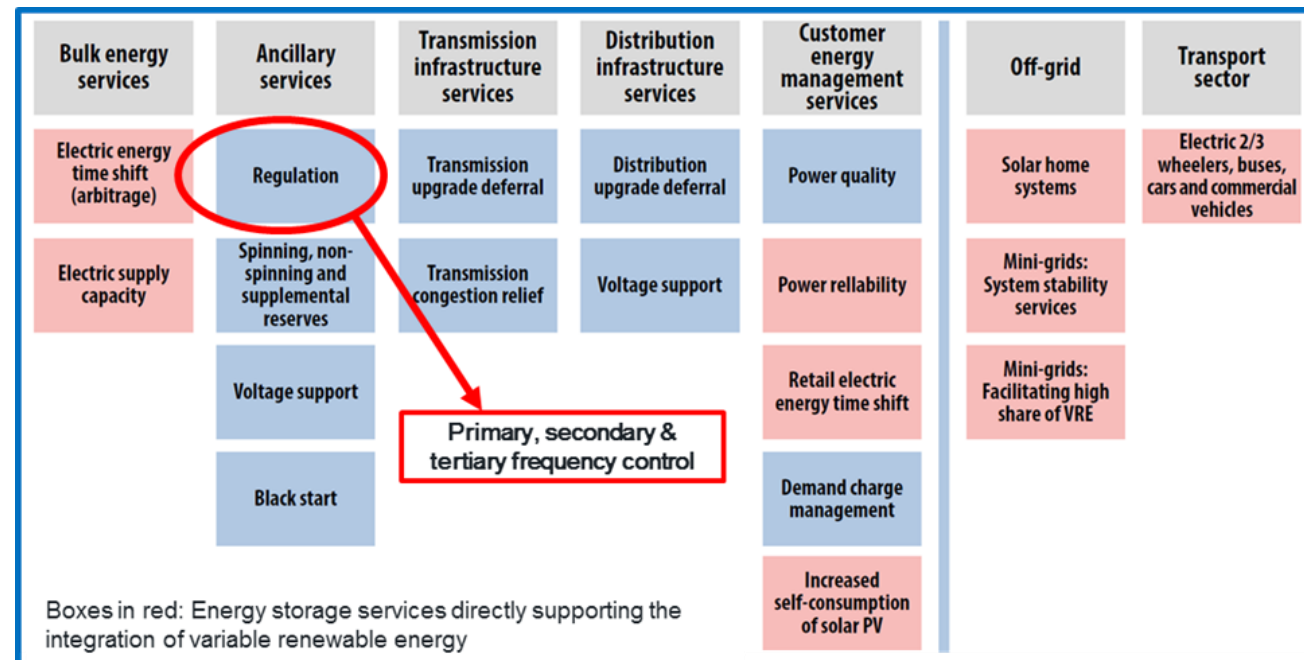 Bulk energy
services
Ancillary
services
Transmission
infrastructure
services
Distribution
infrastructure
services
Customer
energy
management
services
Off-grid
Transport
sector
Electric energy
time shift
(arbitrage)
Regulation
Transmission
upgrade deferral
Distribution
upgrade deferral
Power quality
Solar home
systems
Electric 2/3
wheelers, buses,
cars and commercial
vehicles
Electric supply
capacity
Spinning, non-
spinning and
supplemental
reserves
Transmission
congestion relief
Voltage support
Power rellability
Mini-grids:
System stability
services
Voltage support
Retail electric
energy time shift
Mini-grids:
Facilitating high
share of VRE
Primary, secondary &
tertiary frequency control
Black start
Demand charge
management
Increased
self-consumption
of solar PV
Boxes in red: Energy storage services directly supporting the
integration of variable renewable energy